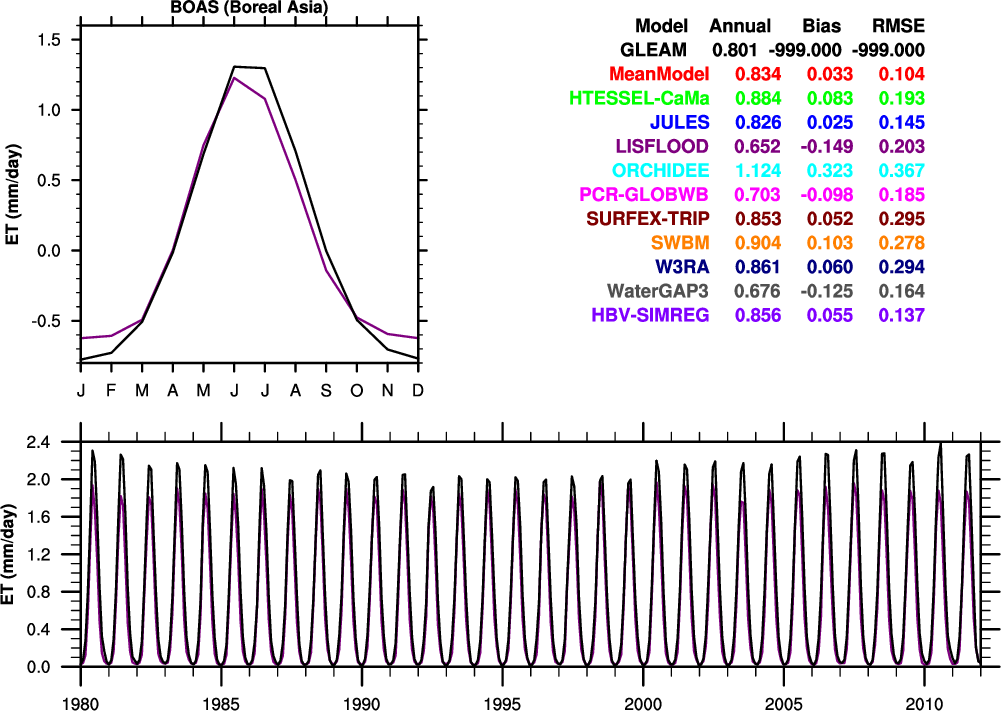 BOAS (Boreal Asia)
ET (mm/day)
1.5
1.0
0.5
0.0
-0.5
J F M A M J J A S O N D
Model Annual Bias RMSE
GLEAM 0.801 -999.000 -999.000
MeanModel 0.834 0.033 0.104
HTESSEL-CaMa 0.884 0.083 0.193
JULES 0.826 0.025 0.145
LISFLOOD 0.652 -0.149 0.203
ORCHIDEE 1.124 0.323 0.367
PCR-GLOBWB 0.703 -0.098 0.185
SURFEX-TRIP 0.853 0.052 0.295
SWBM 0.904 0.103 0.278
W3RA 0.861 0.060 0.294
WaterGAP3 0.676 -0.125 0.164
HBV-SIMREG 0.856 0.055 0.137
ET (mm/day)
2.4
2.0
1.6
1.2
0.8
0.4
0.0
1980 1985 1990 1995 2000 2005 2010